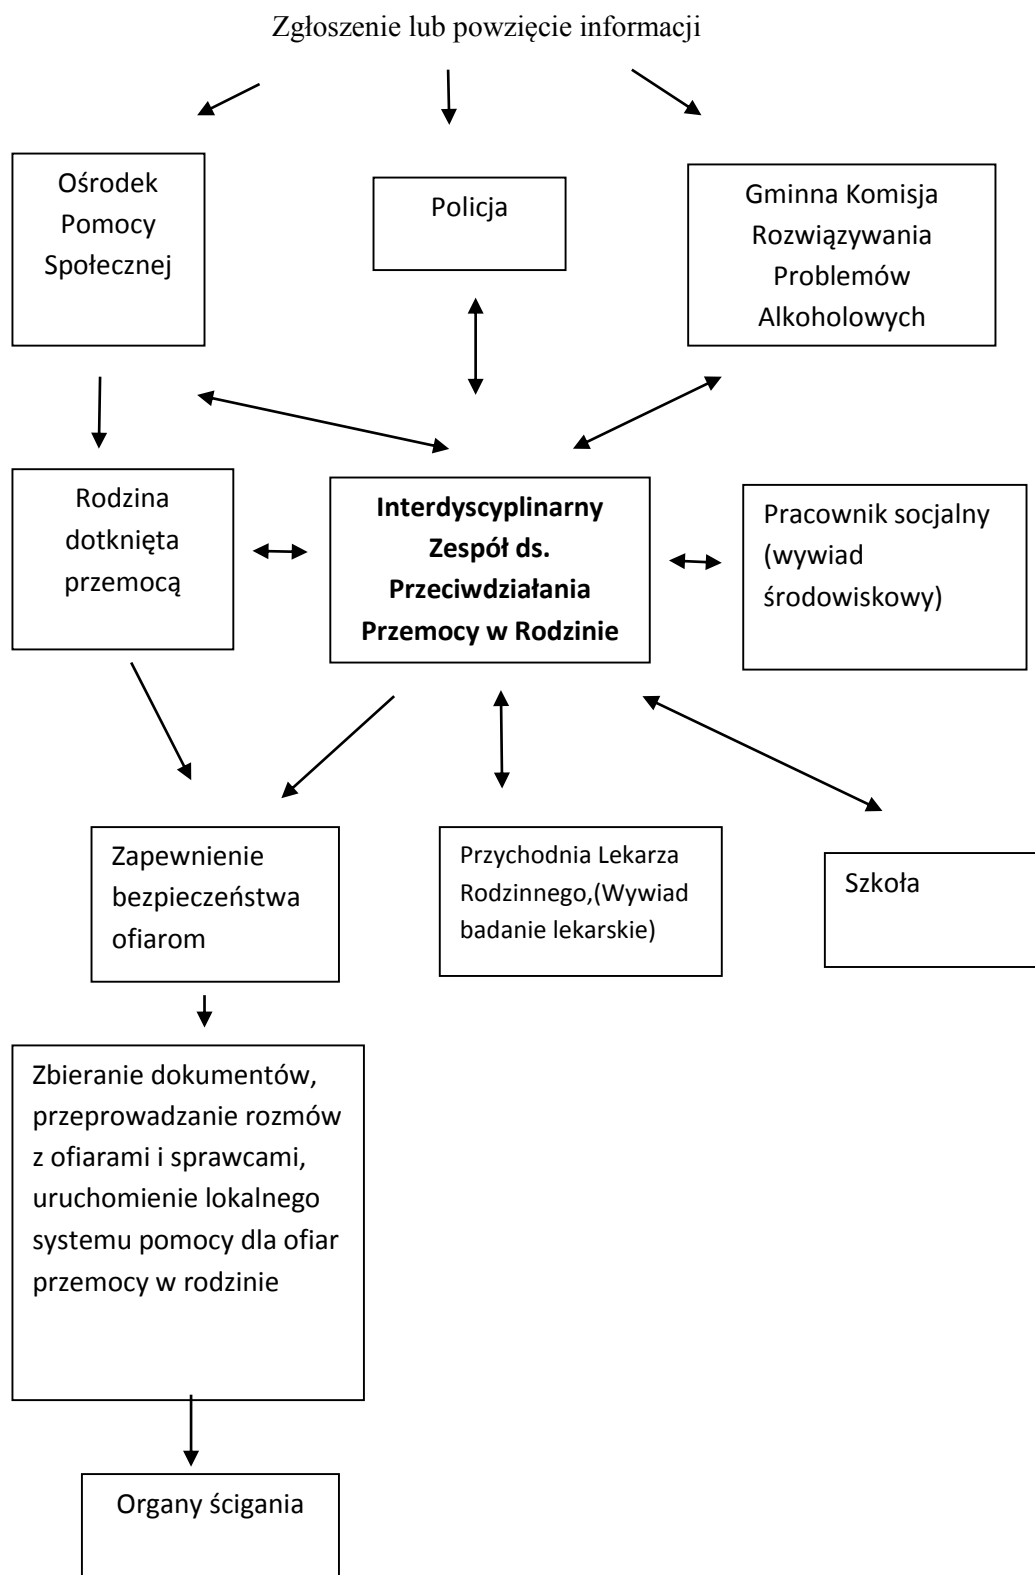 Zgłoszenie lub powzięcie informacji
Ośrodek
Pomocy
Społecznej
Policja
Gminna Komisja
Rozwiązywania
Problemów
Alkoholowych
Rodzina
dotknięta
przemocą
Interdyscyplinarny
Zespół ds.
Przeciwdziałania
Przemocy w Rodzinie
Pracownik socjalny
(wywiad
środowiskowy)
Zapewnienie
bezpieczeństwa
ofiarom
Przychodnia Lekarza
Rodzinnego,(Wywiad
badanie lekarskie)
Szkoła
Zbieranie dokumentów,
przeprowadzanie rozmów
z ofiarami i sprawcami,
uruchomienie lokalnego
systemu pomocy dla ofiar
przemocy w rodzinie
Organy ścigania